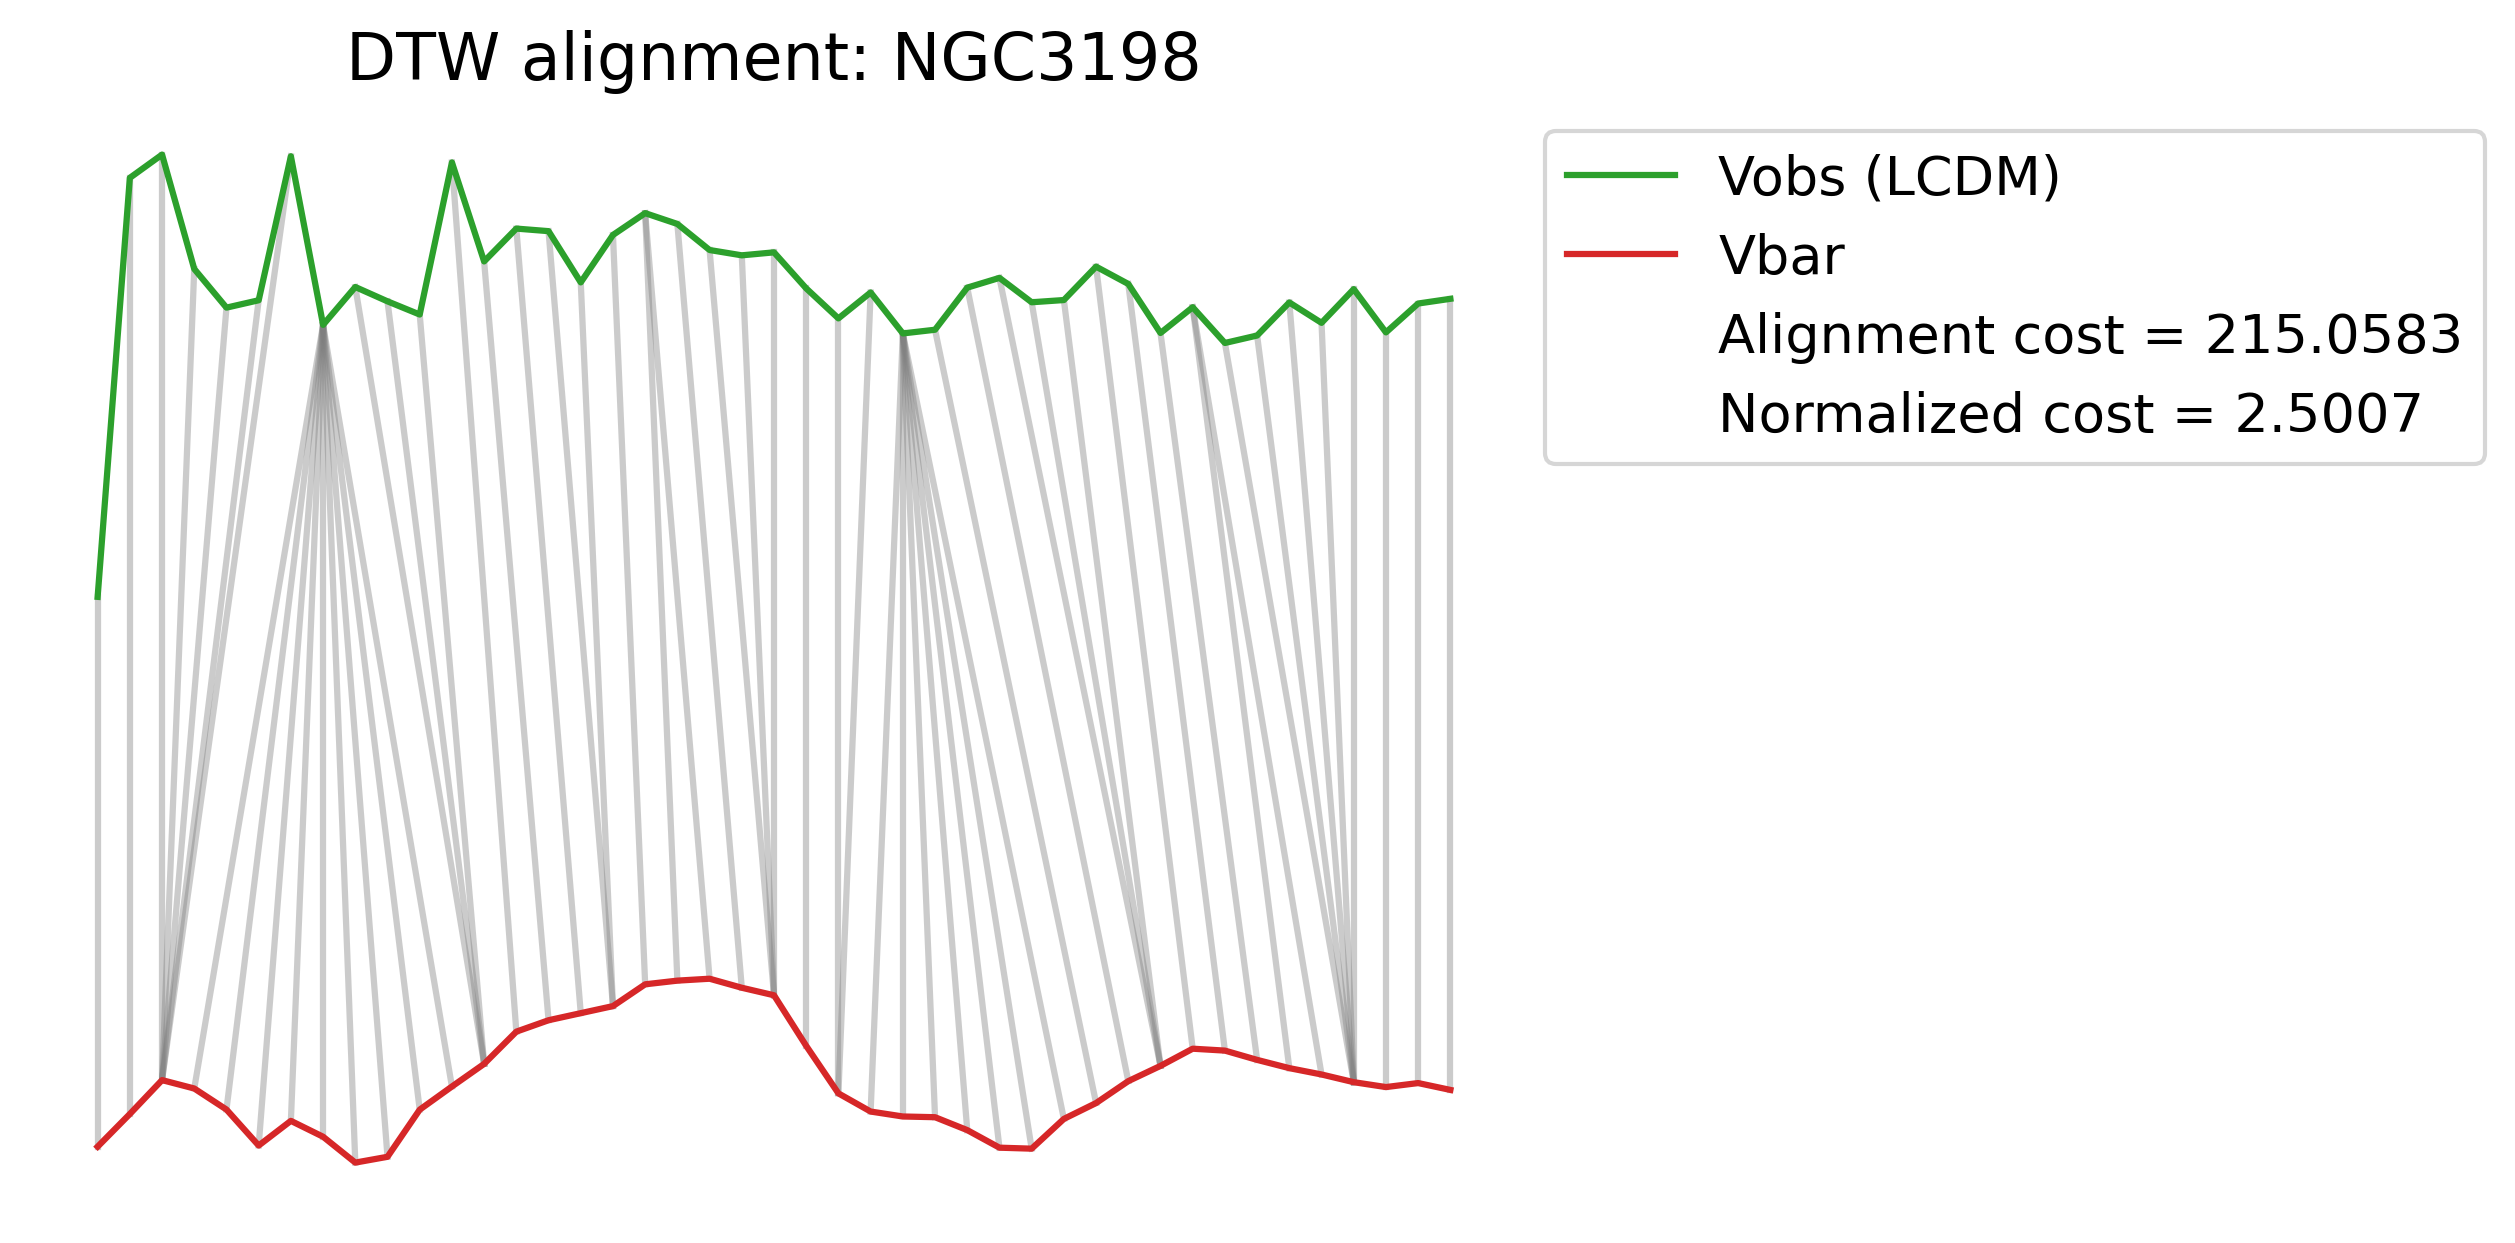 DTW alignment: NGC3198
Vobs (LCDM)
Vbar
Alignment cost = 215.0583
Normalized cost = 2.5007